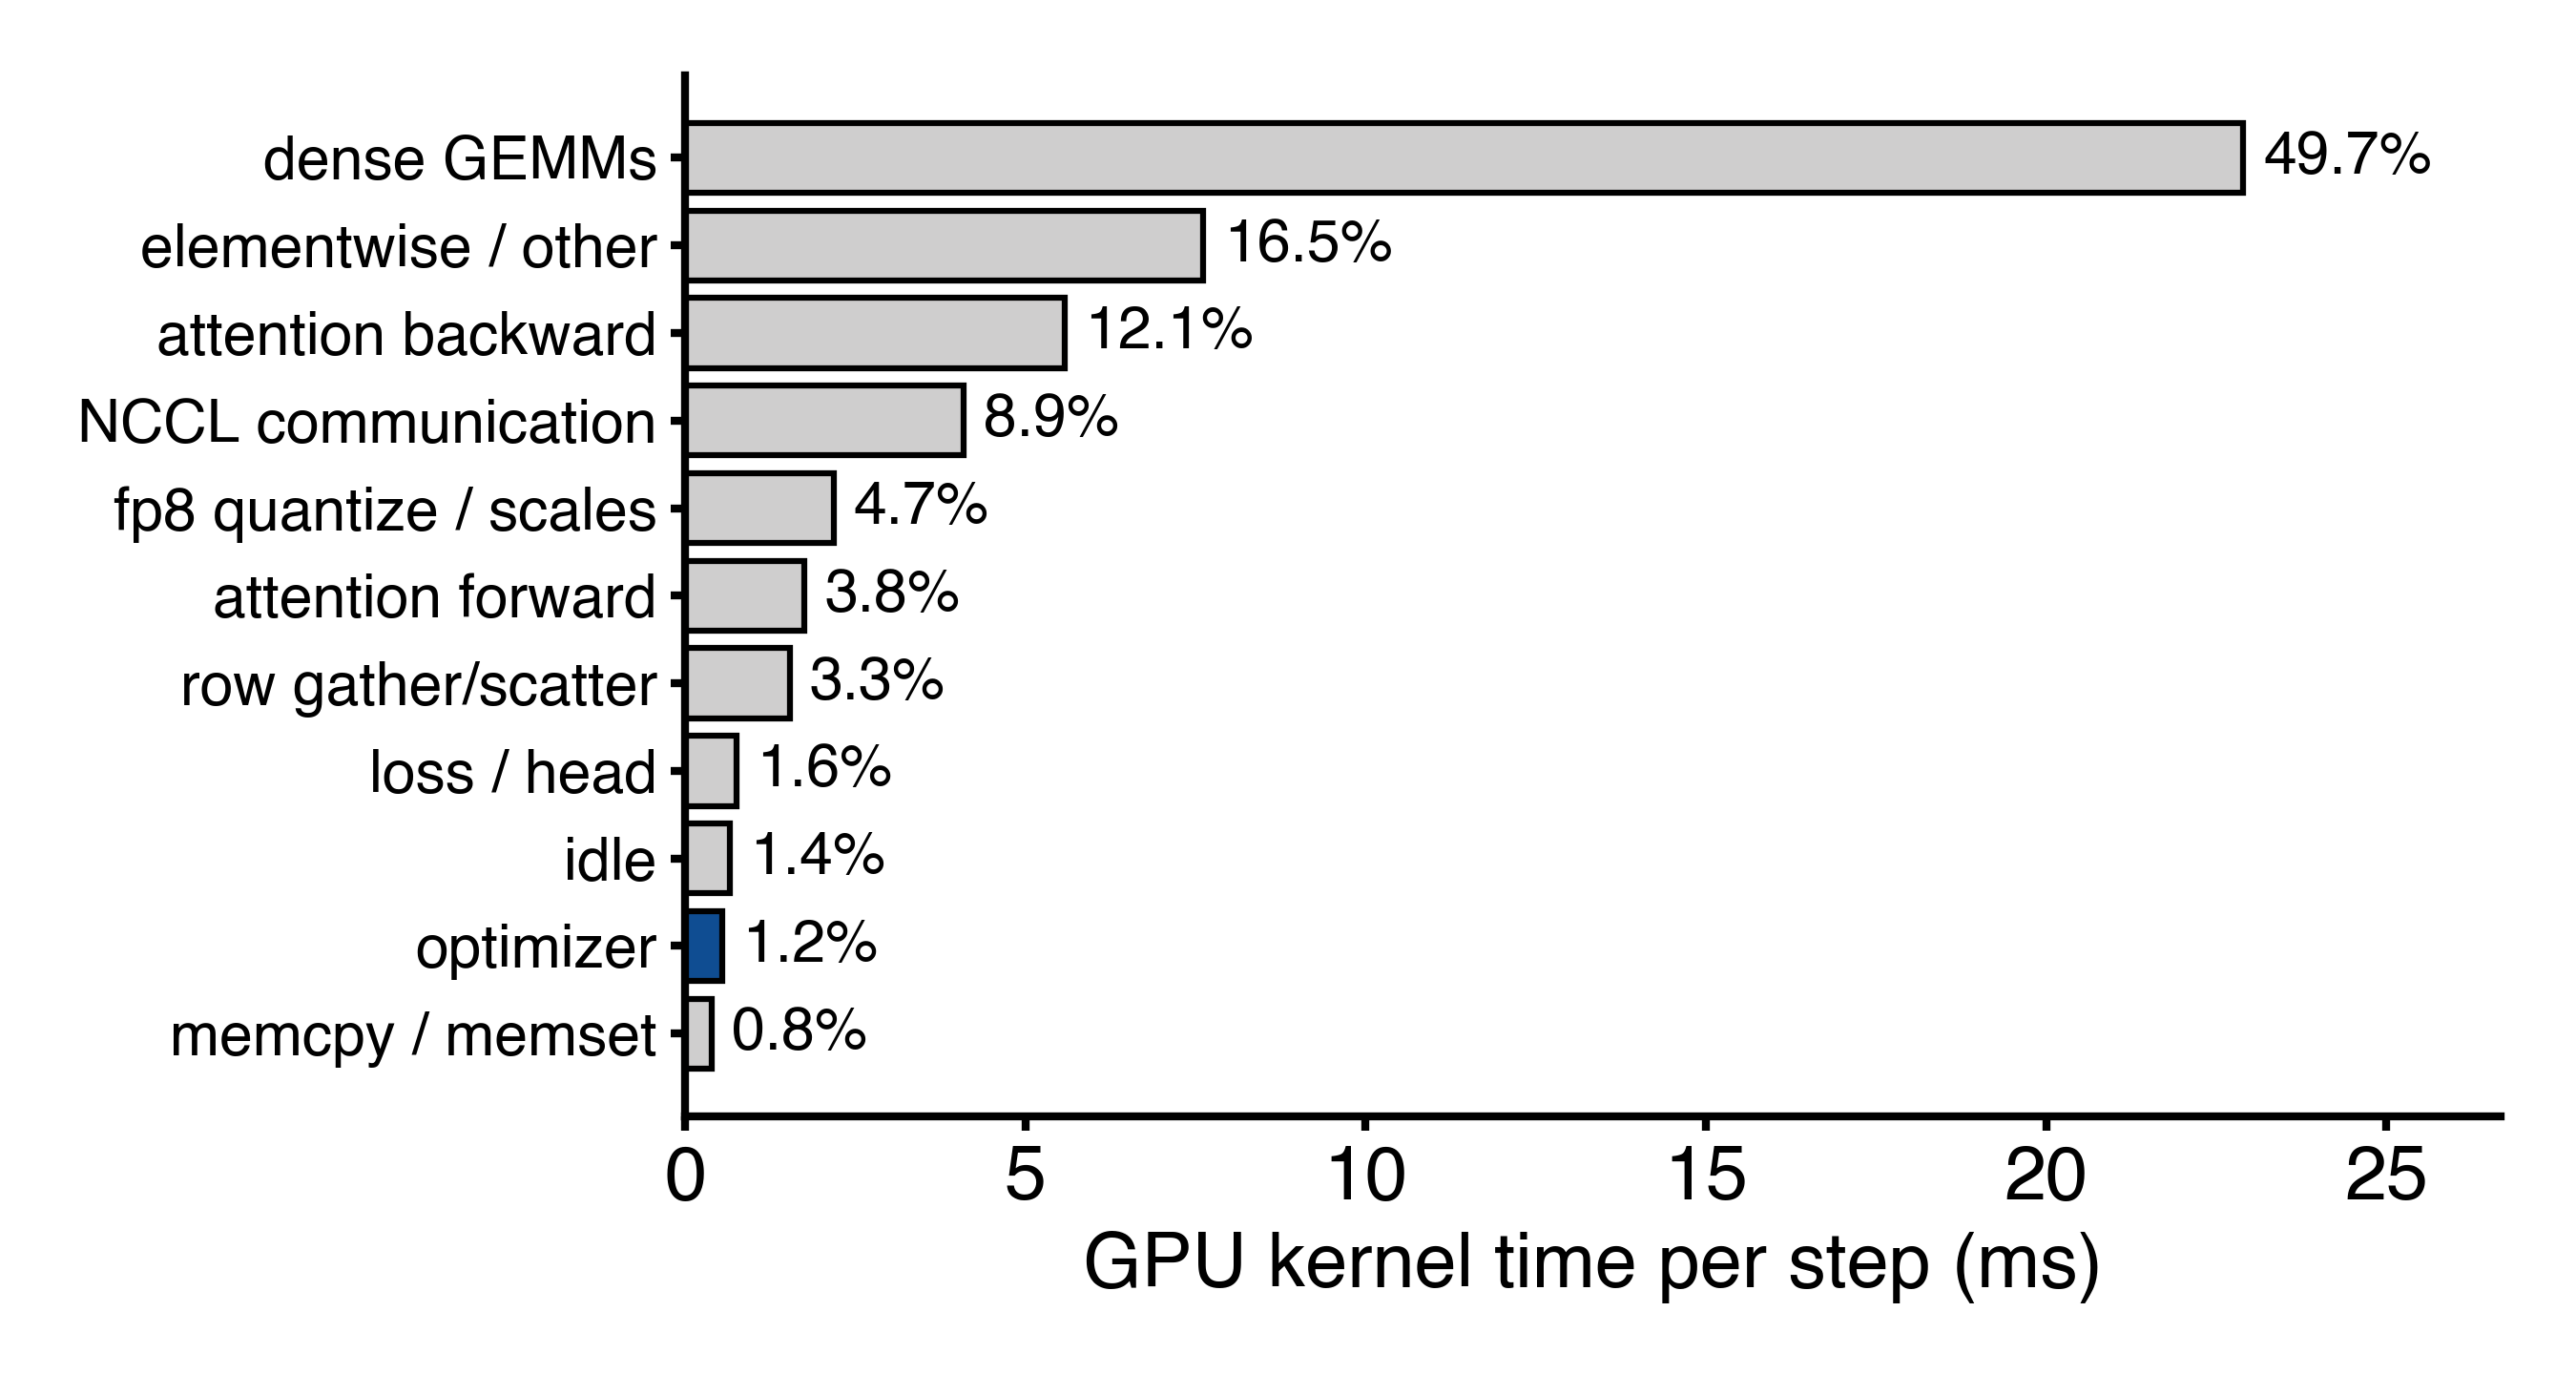 dense GEMMs 49.7%
elementwise / other 16.5%
attention backward 12.1%
NCCL communication 8.9%
fp8 quantize / scales 4.7%
attention forward 3.8%
row gather/scatter 3.3%
loss / head 1.6%
idle 1.4%
optimizer 1.2%
memcpy / memset 0.8%
0 5 10 15 20 25
GPU kernel time per step (ms)